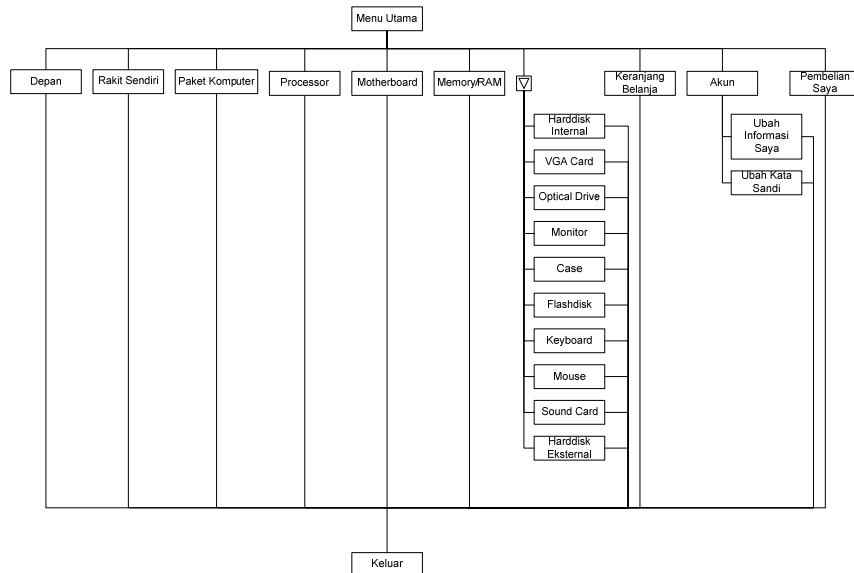 Menu Utama
Depan
Rakit Sendiri
Paket Komputer
Processor
Motherboard
Memory/RAM
Keranjang
Belanja
Akun
Pembelian
Saya
Harddisk
Internal
VGA Card
Optical Drive
Monitor
Case
Flashdisk
Keyboard
Mouse
Sound Card
Harddisk
Eksternal
Ubah
Informasi
Saya
Ubah Kata
Sandi
Keluar